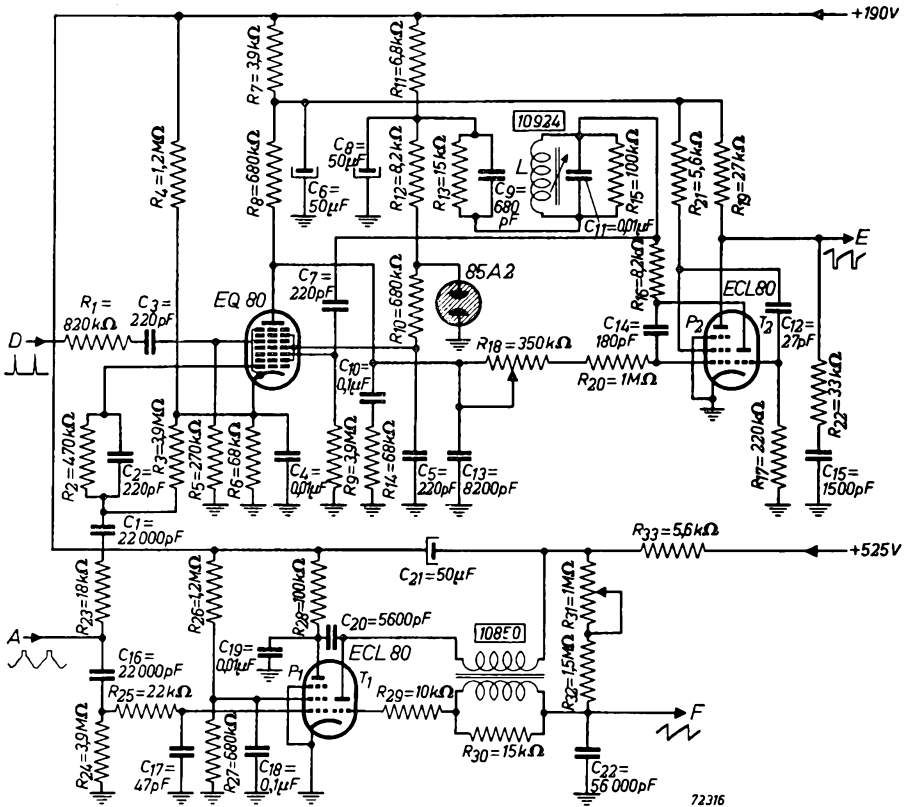 +190V
R7=3,9kΩ
R11=6,8kΩ
R4=1,2MΩ
R8=680kΩ
C6=
50μF
C8=
50μF
R12=8,2kΩ
R13=15kΩ
C9=
680
pF
10924
L
C11=0,01μF
R15=100kΩ
R21=5,6kΩ
R19=27kΩ
E
R1=
820kΩ
C3=
220pF
D
EQ80
C7=
220pF
R10=680kΩ
85A2
R16=8,2kΩ
ECL80
P2
T2
C12=
27pF
C14=
180pF
R18=350kΩ
R20=1MΩ
R22=33kΩ
C10=
0,1μF
R2=470kΩ
C2=
220pF
R3=3,9MΩ
R5=270kΩ
R6=68kΩ
C4=
0,01μF
R9=3,9MΩ
R14=68kΩ
C5=
220pF
C13=
8200pF
R17=220kΩ
C15=
1500pF
C1=
22000pF
R33=5,6kΩ
+525V
C21=50μF
R23=18kΩ
R26=1,2MΩ
R28=100kΩ
C20=5600pF
R31=1MΩ
A
C16=
22000pF
C19=
0,01μF
P1
ECL80
T1
10850
R32=1,5MΩ
R25=22kΩ
R29=10kΩ
F
R24=3,9MΩ
C17=
47pF
R27=680kΩ
C18=
0,1μF
R30=15kΩ
C22=
56000pF
72316